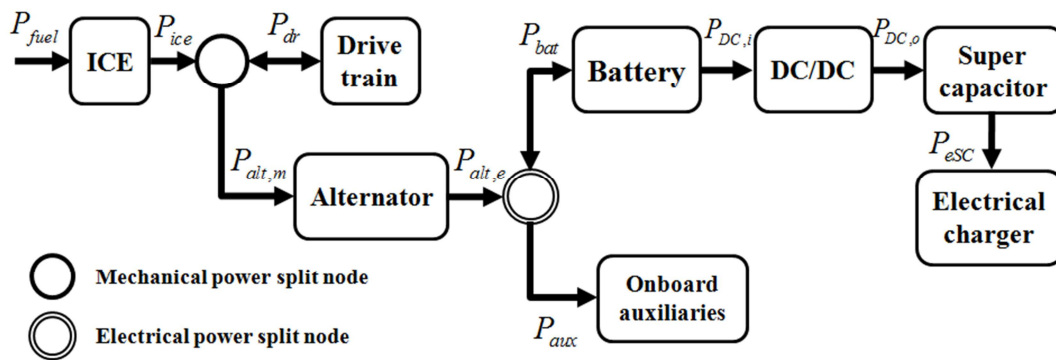 P_fuel
ICE
P_ice
P_dr
Drive
train
P_bat
Battery
P_DC,i
DC/DC
P_DC,o
Super
capacitor
P_eSC
Electrical
charger
P_alt,m
Alternator
P_alt,e
Onboard
auxiliaries
P_aux
Mechanical power split node
Electrical power split node